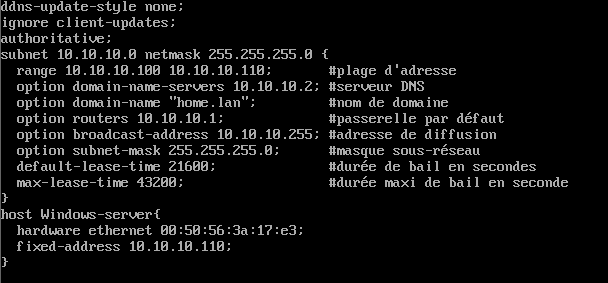 ddns-update-style none;
ignore client-updates;
authoritative;
subnet 10.10.10.0 netmask 255.255.255.0 {
  range 10.10.10.100 10.10.10.110;       #plage d'adresse
  option domain-name-servers 10.10.10.2; #serveur DNS
  option domain-name "home.lan";         #nom de domaine
  option routers 10.10.10.1;             #passerelle par défaut
  option broadcast-address 10.10.10.255; #adresse de diffusion
  option subnet-mask 255.255.255.0;      #masque sous-réseau
  default-lease-time 21600;              #durée de bail en secondes
  max-lease-time 43200;                  #durée maxi de bail en seconde
}
host Windows-server{
  hardware ethernet 00:50:56:3a:17:e3;
  fixed-address 10.10.10.110;
}